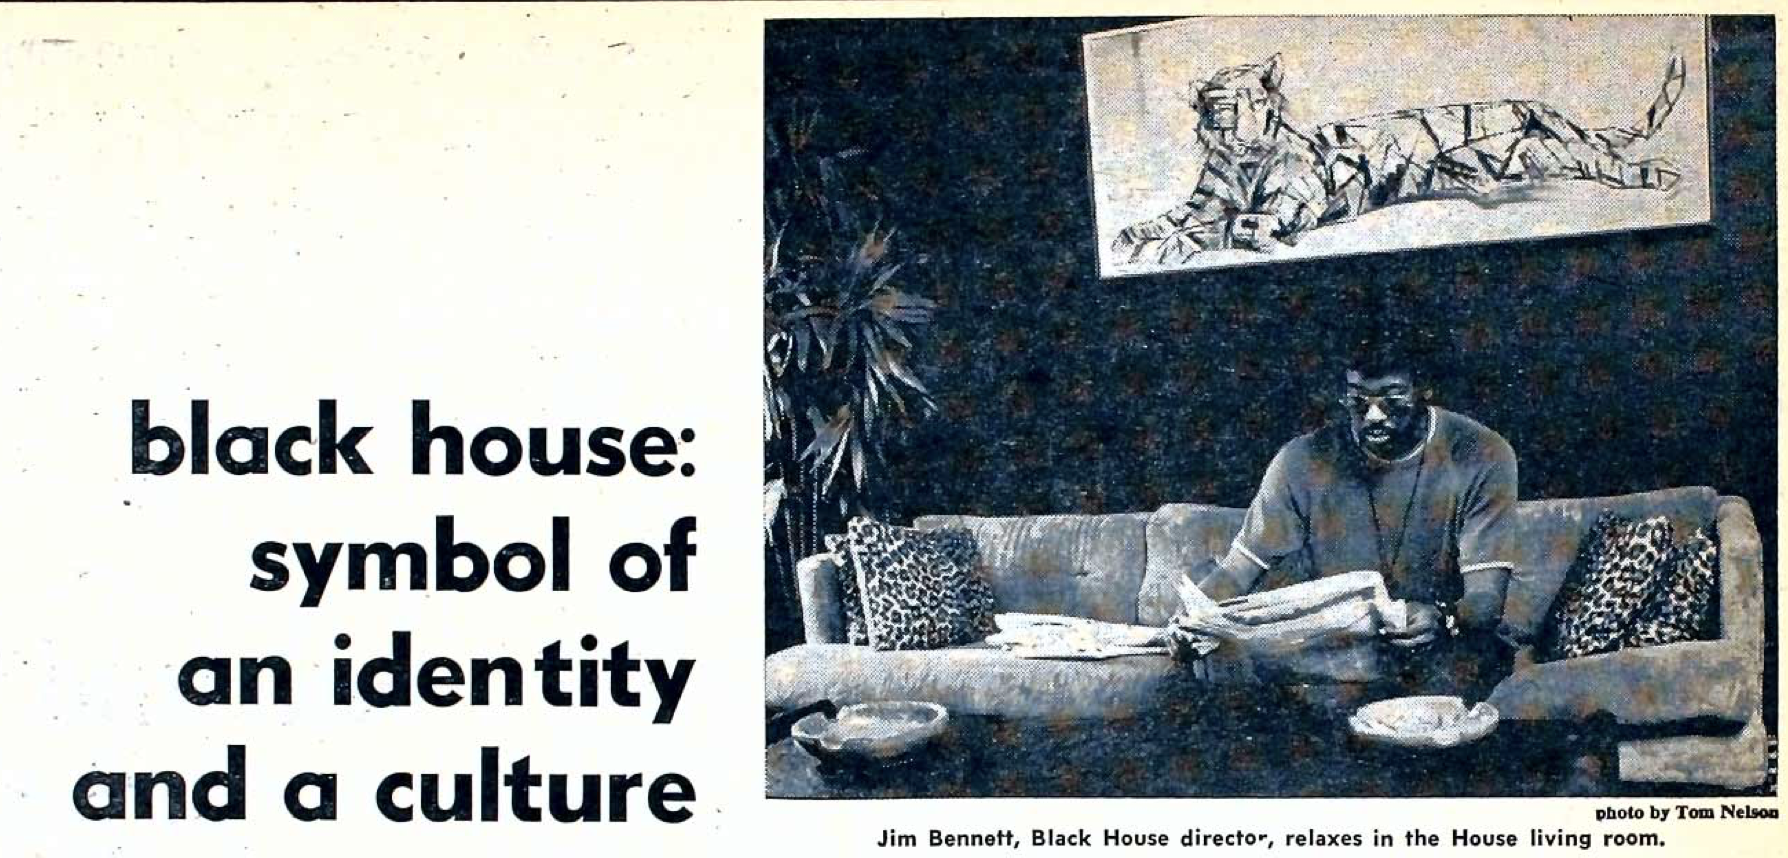 black house:
symbol of
an identity
and a culture
photo by Tom Nelson
Jim Bennett, Black House director, relaxes in the House living room.